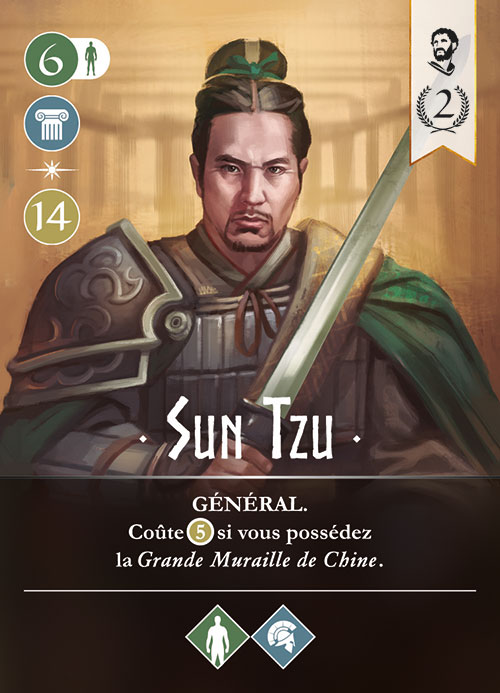 6
2
14
· SUN TZU ·
GÉNÉRAL.
Coûte 5 si vous possédez
la Grande Muraille de Chine.